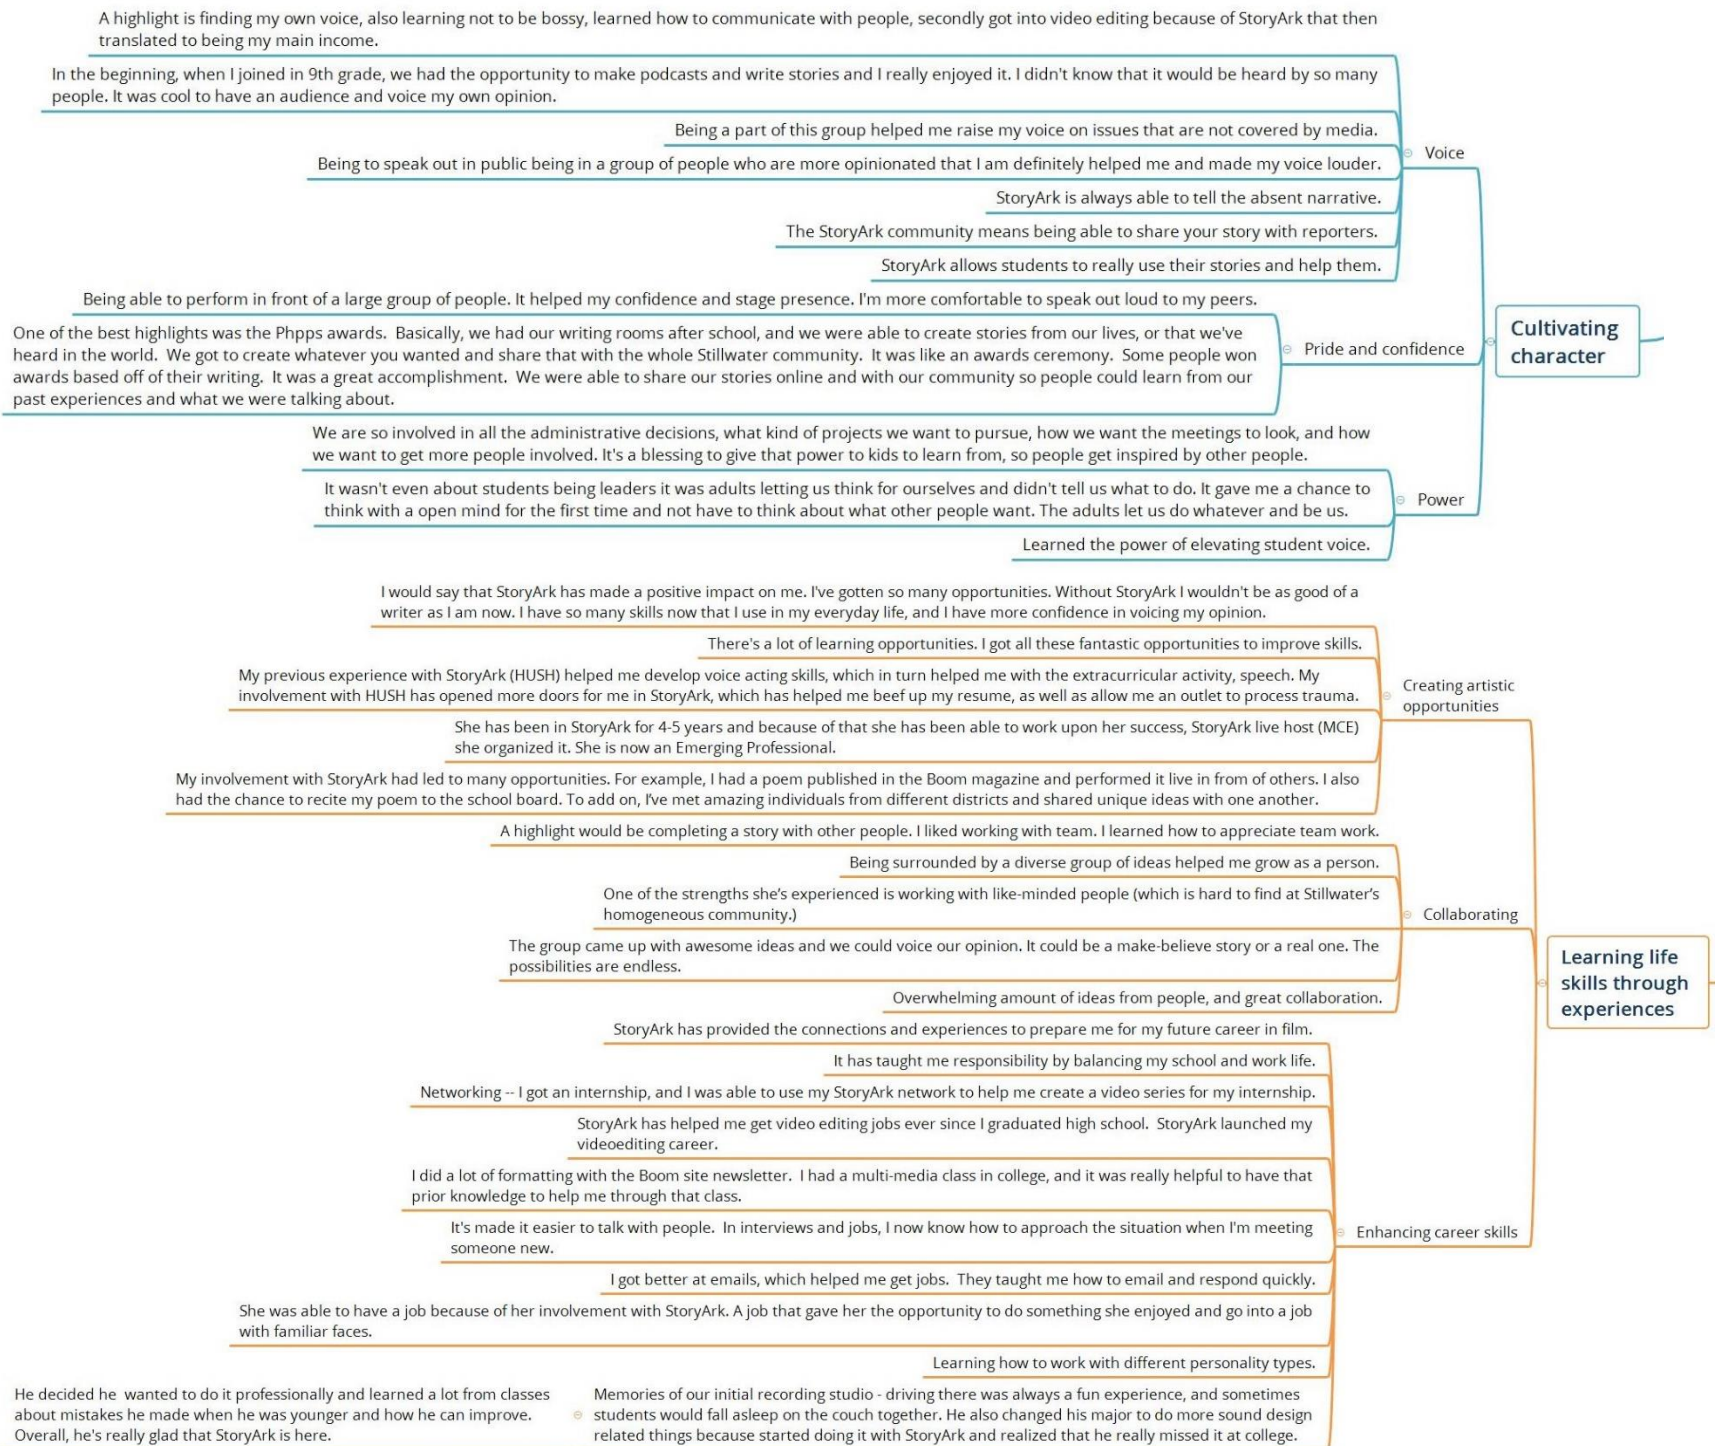 A highlight is finding my own voice, also learning not to be bossy, learned how to communicate with people, secondly got into video editing because of StoryArk that then
translated to being my main income.
In the beginning, when I joined in 9th grade, we had the opportunity to make podcasts and write stories and I really enjoyed it. I didn't know that it would be heard by so many
people. It was cool to have an audience and voice my own opinion.
Being a part of this group helped me raise my voice on issues that are not covered by media.
Being to speak out in public being in a group of people who are more opinionated that I am definitely helped me and made my voice louder.
StoryArk is always able to tell the absent narrative.
The StoryArk community means being able to share your story with reporters.
StoryArk allows students to really use their stories and help them.
Voice
Being able to perform in front of a large group of people. It helped my confidence and stage presence. I'm more comfortable to speak out loud to my peers.
One of the best highlights was the Phpps awards. Basically, we had our writing rooms after school, and we were able to create stories from our lives, or that we've
heard in the world. We got to create whatever you wanted and share that with the whole Stillwater community. It was like an awards ceremony. Some people won
awards based off of their writing. It was a great accomplishment. We were able to share our stories online and with our community so people could learn from our
past experiences and what we were talking about.
Pride and confidence
We are so involved in all the administrative decisions, what kind of projects we want to pursue, how we want the meetings to look, and how
we want to get more people involved. It's a blessing to give that power to kids to learn from, so people get inspired by other people.
It wasn't even about students being leaders it was adults letting us think for ourselves and didn't tell us what to do. It gave me a chance to
think with a open mind for the first time and not have to think about what other people want. The adults let us do whatever and be us.
Learned the power of elevating student voice.
Power
Cultivating
character
I would say that StoryArk has made a positive impact on me. I've gotten so many opportunities. Without StoryArk I wouldn't be as good of a
writer as I am now. I have so many skills now that I use in my everyday life, and I have more confidence in voicing my opinion.
There's a lot of learning opportunities. I got all these fantastic opportunities to improve skills.
My previous experience with StoryArk (HUSH) helped me develop voice acting skills, which in turn helped me with the extracurricular activity, speech. My
involvement with HUSH has opened more doors for me in StoryArk, which has helped me beef up my resume, as well as allow me an outlet to process trauma.
She has been in StoryArk for 4-5 years and because of that she has been able to work upon her success, StoryArk live host (MCE)
she organized it. She is now an Emerging Professional.
My involvement with StoryArk had led to many opportunities. For example, I had a poem published in the Boom magazine and performed it live in from of others. I also
had the chance to recite my poem to the school board. To add on, I've met amazing individuals from different districts and shared unique ideas with one another.
Creating artistic
opportunities
A highlight would be completing a story with other people. I liked working with team. I learned how to appreciate team work.
Being surrounded by a diverse group of ideas helped me grow as a person.
One of the strengths she's experienced is working with like-minded people (which is hard to find at Stillwater's
homogeneous community.)
The group came up with awesome ideas and we could voice our opinion. It could be a make-believe story or a real one. The
possibilities are endless.
Overwhelming amount of ideas from people, and great collaboration.
Collaborating
StoryArk has provided the connections and experiences to prepare me for my future career in film.
It has taught me responsibility by balancing my school and work life.
Networking -- I got an internship, and I was able to use my StoryArk network to help me create a video series for my internship.
StoryArk has helped me get video editing jobs ever since I graduated high school. StoryArk launched my
videoediting career.
I did a lot of formatting with the Boom site newsletter. I had a multi-media class in college, and it was really helpful to have that
prior knowledge to help me through that class.
It's made it easier to talk with people. In interviews and jobs, I now know how to approach the situation when I'm meeting
someone new.
I got better at emails, which helped me get jobs. They taught me how to email and respond quickly.
She was able to have a job because of her involvement with StoryArk. A job that gave her the opportunity to do something she enjoyed and go into a job
with familiar faces.
Learning how to work with different personality types.
He decided he wanted to do it professionally and learned a lot from classes
about mistakes he made when he was younger and how he can improve.
Overall, he's really glad that StoryArk is here.
Memories of our initial recording studio - driving there was always a fun experience, and sometimes
students would fall asleep on the couch together. He also changed his major to do more sound design
related things because started doing it with StoryArk and realized that he really missed it at college.
Enhancing career skills
Learning life
skills through
experiences